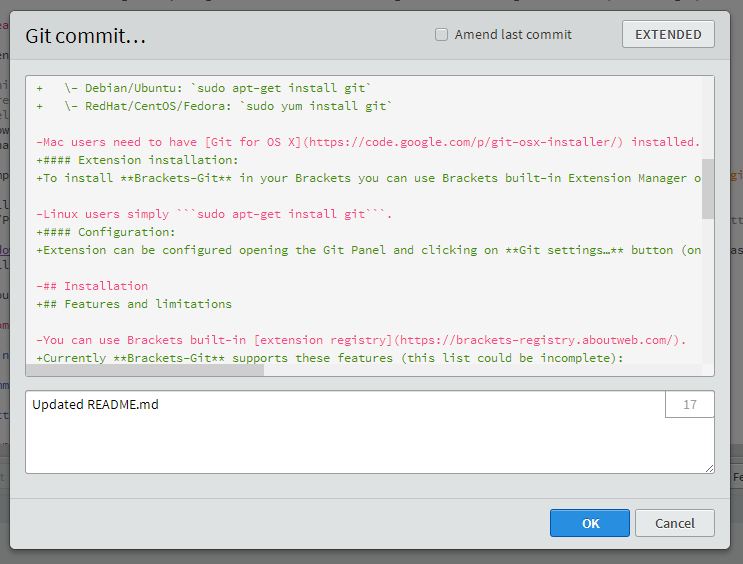 Git commit…
Amend last commit
EXTENDED
+   \- Debian/Ubuntu: `sudo apt-get install git`
+   \- RedHat/CentOS/Fedora: `sudo yum install git`
-Mac users need to have [Git for OS X](https://code.google.com/p/git-osx-installer/) installed.
+#### Extension installation:
+To install **Brackets-Git** in your Brackets you can use Brackets built-in Extension Manager o
-Linux users simply ```sudo apt-get install git```.
+#### Configuration:
+Extension can be configured opening the Git Panel and clicking on **Git settings…** button (on
-## Installation
+## Features and limitations
-You can use Brackets built-in [extension registry](https://brackets-registry.aboutweb.com/).
+Currently **Brackets-Git** supports these features (this list could be incomplete):
Updated README.md
17
OK
Cancel